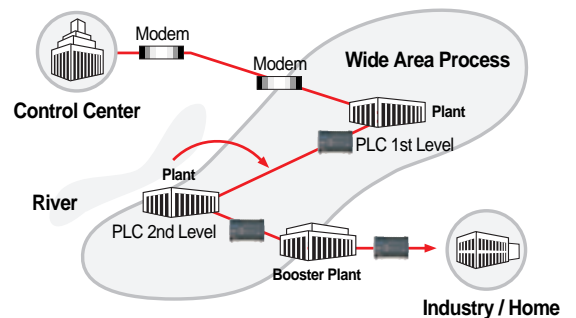 Modem
Modem
Wide Area Process
Control Center
Plant
PLC 1st Level
Plant
River
PLC 2nd Level
Booster Plant
Industry / Home